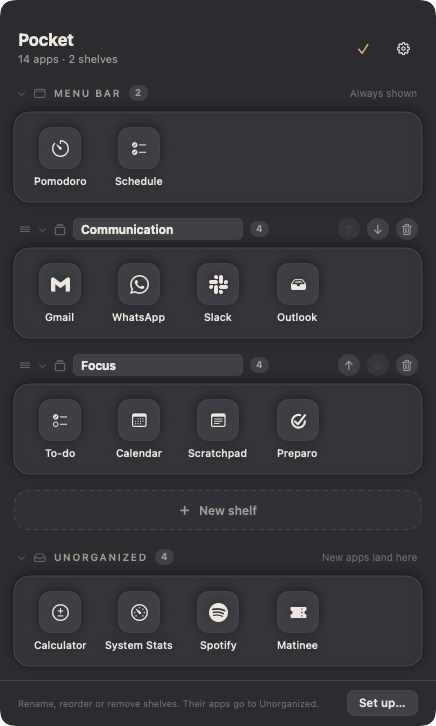 Pocket
14 apps · 2 shelves
MENU BAR 2 Always shown
Pomodoro Schedule
Communication 4
Gmail WhatsApp Slack Outlook
Focus 4
To-do Calendar Scratchpad Preparo
+ New shelf
UNORGANIZED 4 New apps land here
Calculator System Stats Spotify Matinee
Rename, reorder or remove shelves. Their apps go to Unorganized. Set up...